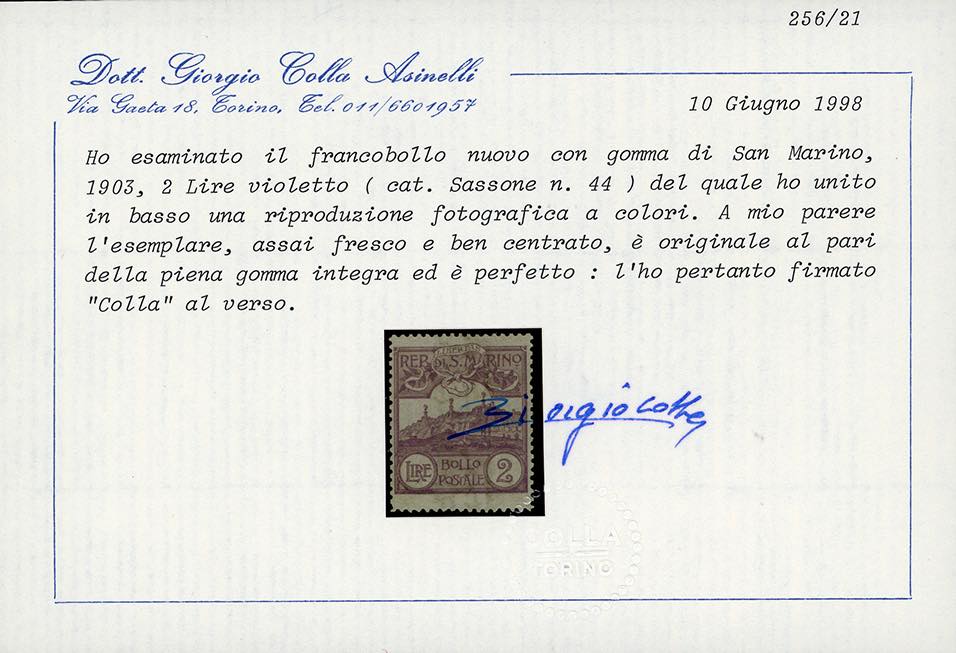 256/21
Dott. Giorgio Colla Asinelli
Via Gaeta 18, Torino, Tel. 011/6601957
10 Giugno 1998
Ho esaminato il francobollo nuovo con gomma di San Marino,
1903, 2 Lire violetto ( cat. Sassone n. 44 ) del quale ho unito
in basso una riproduzione fotografica a colori. A mio parere
l'esemplare, assai fresco e ben centrato, è originale al pari
della piena gomma integra ed è perfetto : l'ho pertanto firmato
"Colla" al verso.
LIBERTAS
REP. DI S. MARINO
Giorgio Colla
LIRE BOLLO POSTALE 2
COLLA
TORINO